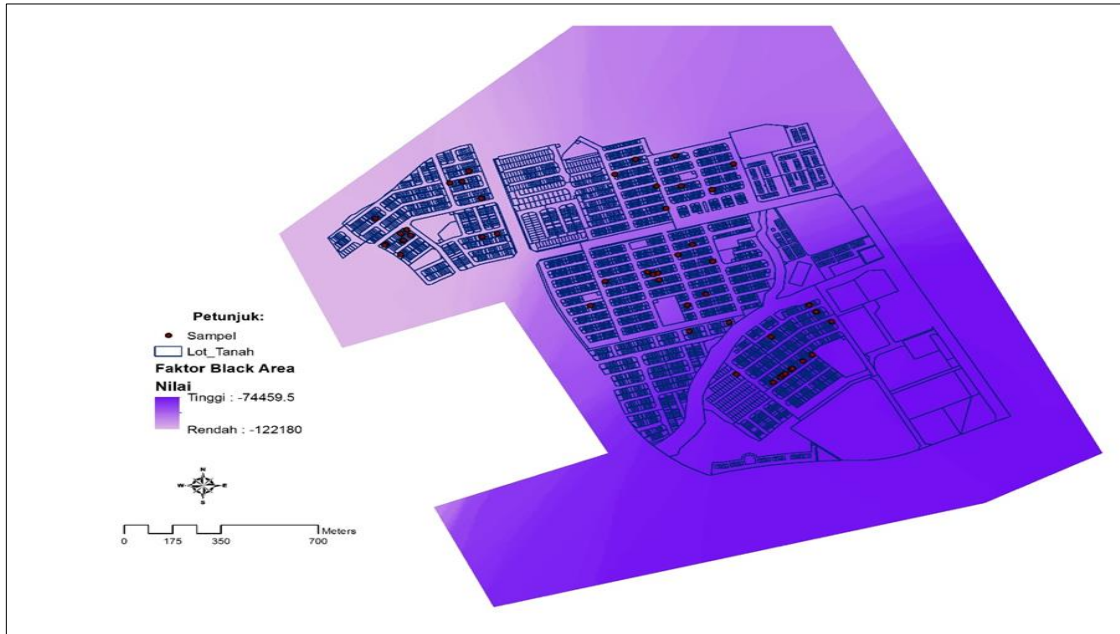 Petunjuk:
Sampel
Lot_Tanah
Faktor Black Area
Nilai
Tinggi : -74459.5
Rendah : -122180
N
W E
S
Meters
0 175 350 700